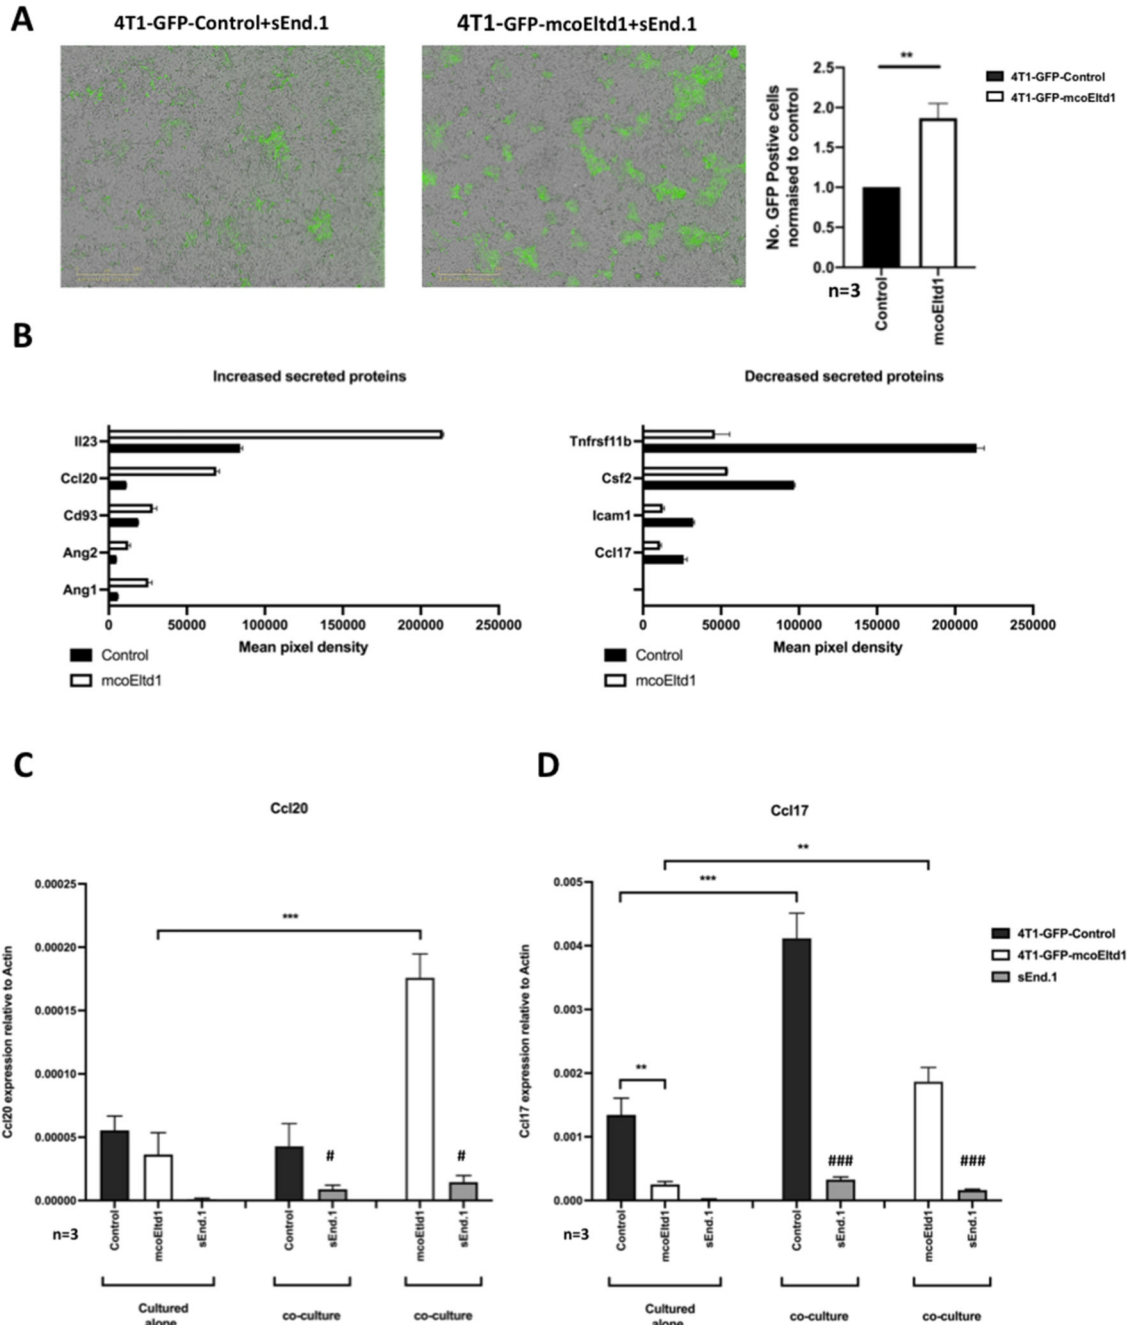 A
4T1-GFP-Control+sEnd.1
4T1-GFP-mcoEltd1+sEnd.1
No. GFP Postive cells
normaised to control
2.5
2.0
1.5
1.0
0.5
0.0
**
Control
mcoEltd1
n=3
4T1-GFP-Control
4T1-GFP-mcoEltd1
B
Increased secreted proteins
Il23
Ccl20
Cd93
Ang2
Ang1
0 50000 100000 150000 200000 250000
Mean pixel density
Control
mcoEltd1
Decreased secreted proteins
Tnfrsf11b
Csf2
Icam1
Ccl17
0 50000 100000 150000 200000 250000
Mean pixel density
Control
mcoEltd1
C
Ccl20
Ccl20 expression relative to Actin
0.00025
0.00020
0.00015
0.00010
0.00005
0.00000
***
#
#
n=3
Control
mcoEltd1
sEnd.1
Control
sEnd.1
mcoEltd1
sEnd.1
Cultured
alone
co-culture
co-culture
D
Ccl17
Ccl17 expression relative to Actin
0.005
0.004
0.003
0.002
0.001
0.000
**
***
**
###
###
n=3
Control
mcoEltd1
sEnd.1
Control
sEnd.1
mcoEltd1
sEnd.1
Cultured
alone
co-culture
co-culture
4T1-GFP-Control
4T1-GFP-mcoEltd1
sEnd.1